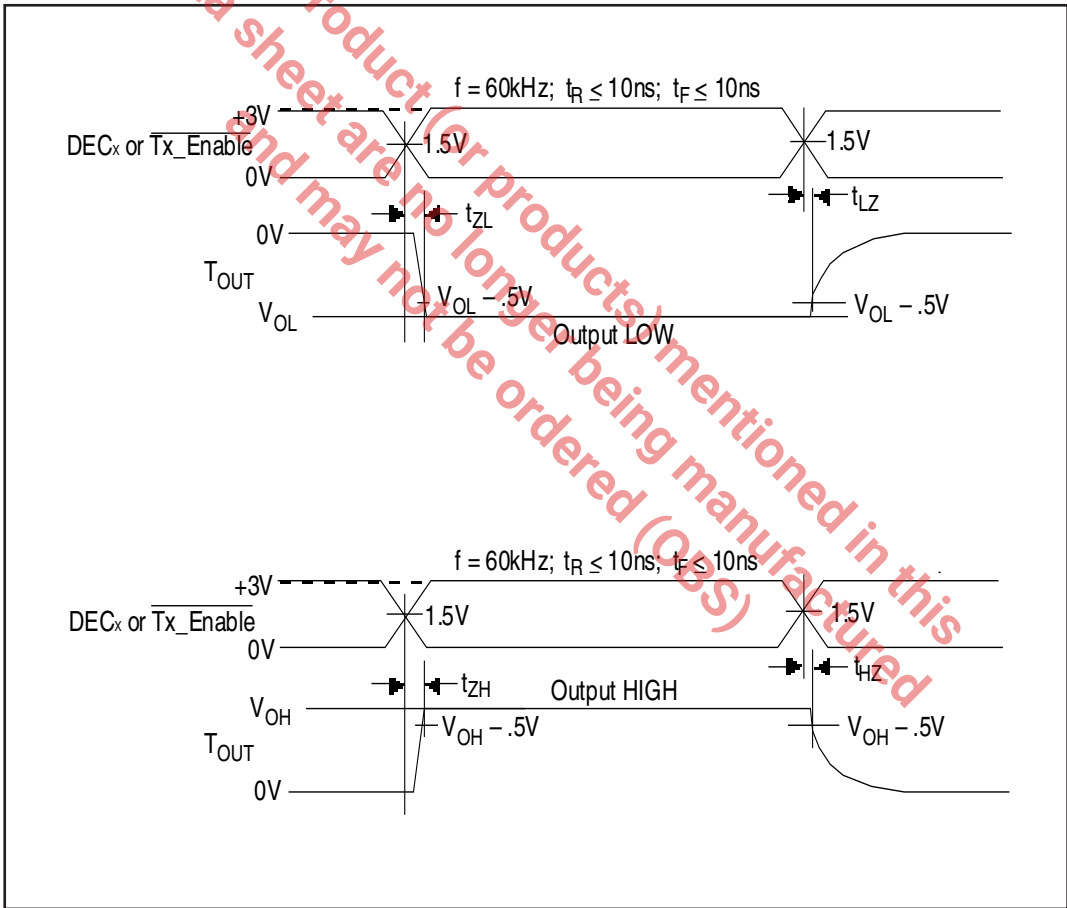 product (or products) mentioned in this
a sheet are no longer being manufactured
and may not be ordered (OBS)
f = 60kHz; tR ≤ 10ns; tF ≤ 10ns
+3V
DECx or Tx_Enable
0V
1.5V
1.5V
tZL
tLZ
0V
TOUT
VOL
VOL – .5V
VOL – .5V
Output LOW
f = 60kHz; tR ≤ 10ns; tF ≤ 10ns
+3V
DECx or Tx_Enable
0V
1.5V
1.5V
tZH
tHZ
Output HIGH
VOH
VOH – .5V
VOH – .5V
TOUT
0V